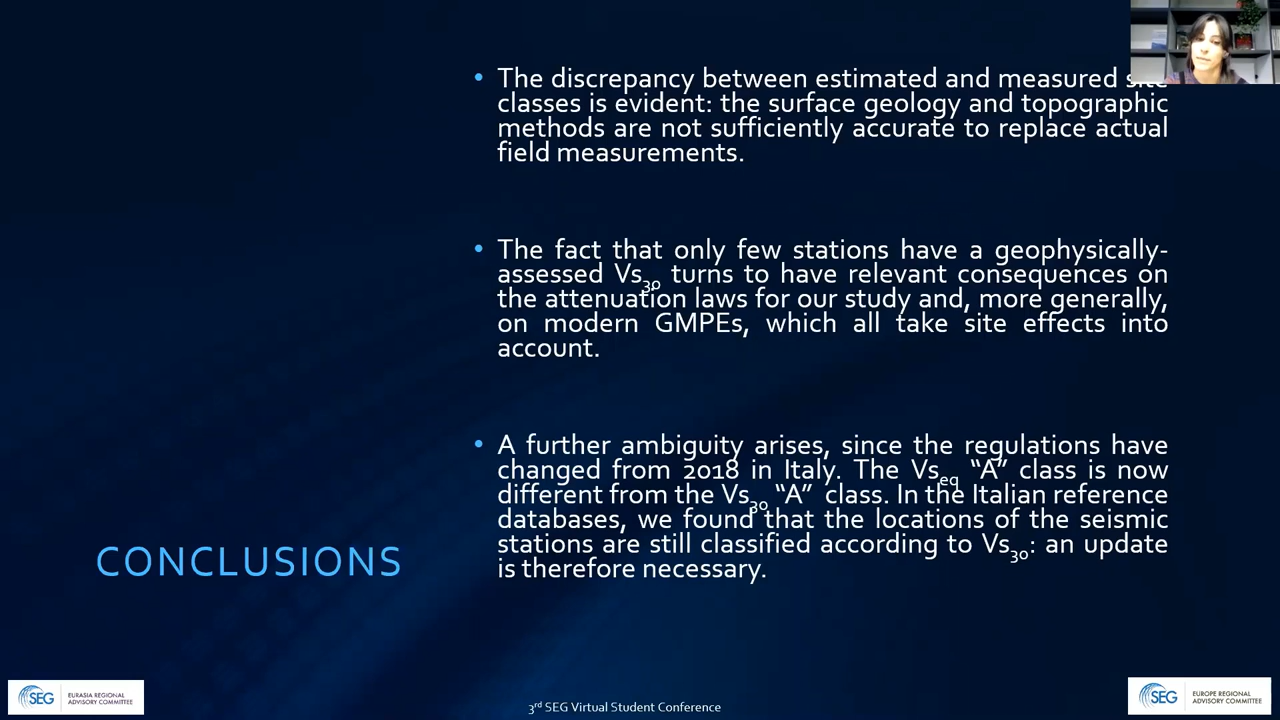 • The discrepancy between estimated and measured site
classes is evident: the surface geology and topographic
methods are not sufficiently accurate to replace actual
field measurements.
• The fact that only few stations have a geophysically-
assessed Vs30 turns to have relevant consequences on
the attenuation laws for our study and, more generally,
on modern GMPEs, which all take site effects into
account.
• A further ambiguity arises, since the regulations have
changed from 2018 in Italy. The Vseq “A” class is now
different from the Vs30 “A” class. In the Italian reference
databases, we found that the locations of the seismic
stations are still classified according to Vs30: an update
is therefore necessary.
CONCLUSIONS
SEG
EURASIA REGIONAL
ADVISORY COMMITTEE
3rd SEG Virtual Student Conference
SEG
EUROPE REGIONAL
ADVISORY COMMITTEE